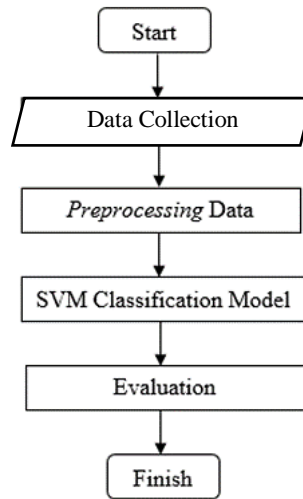 Start
Data Collection
Preprocessing Data
SVM Classification Model
Evaluation
Finish